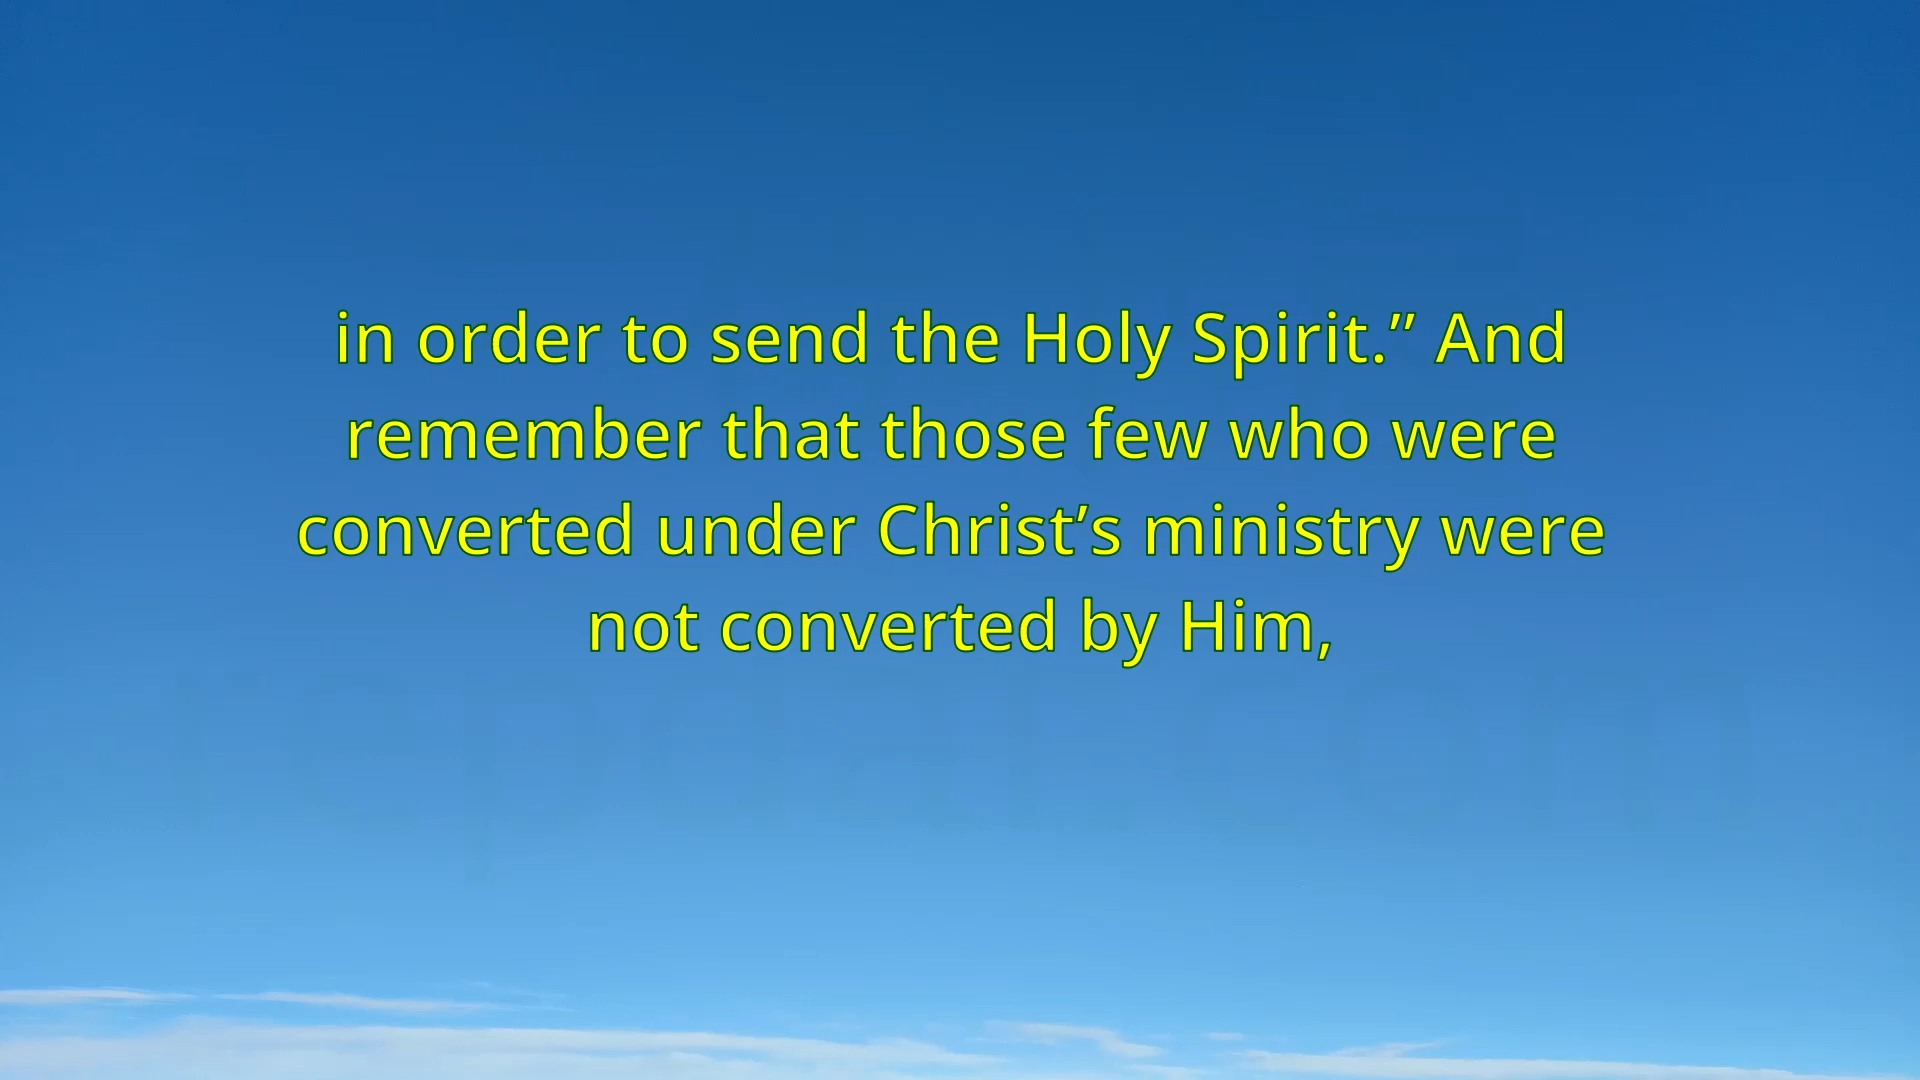 in order to send the Holy Spirit.” And
remember that those few who were
converted under Christ’s ministry were
not converted by Him,